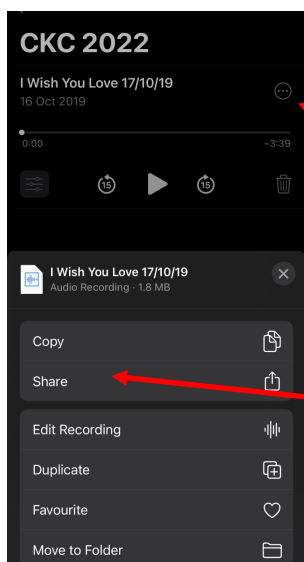 CKC 2022
I Wish You Love 17/10/19
16 Oct 2019
0:00 -3:39
15 15
I Wish You Love 17/10/19
Audio Recording · 1.8 MB
Copy
Share
Edit Recording
Duplicate
Favourite
Move to Folder